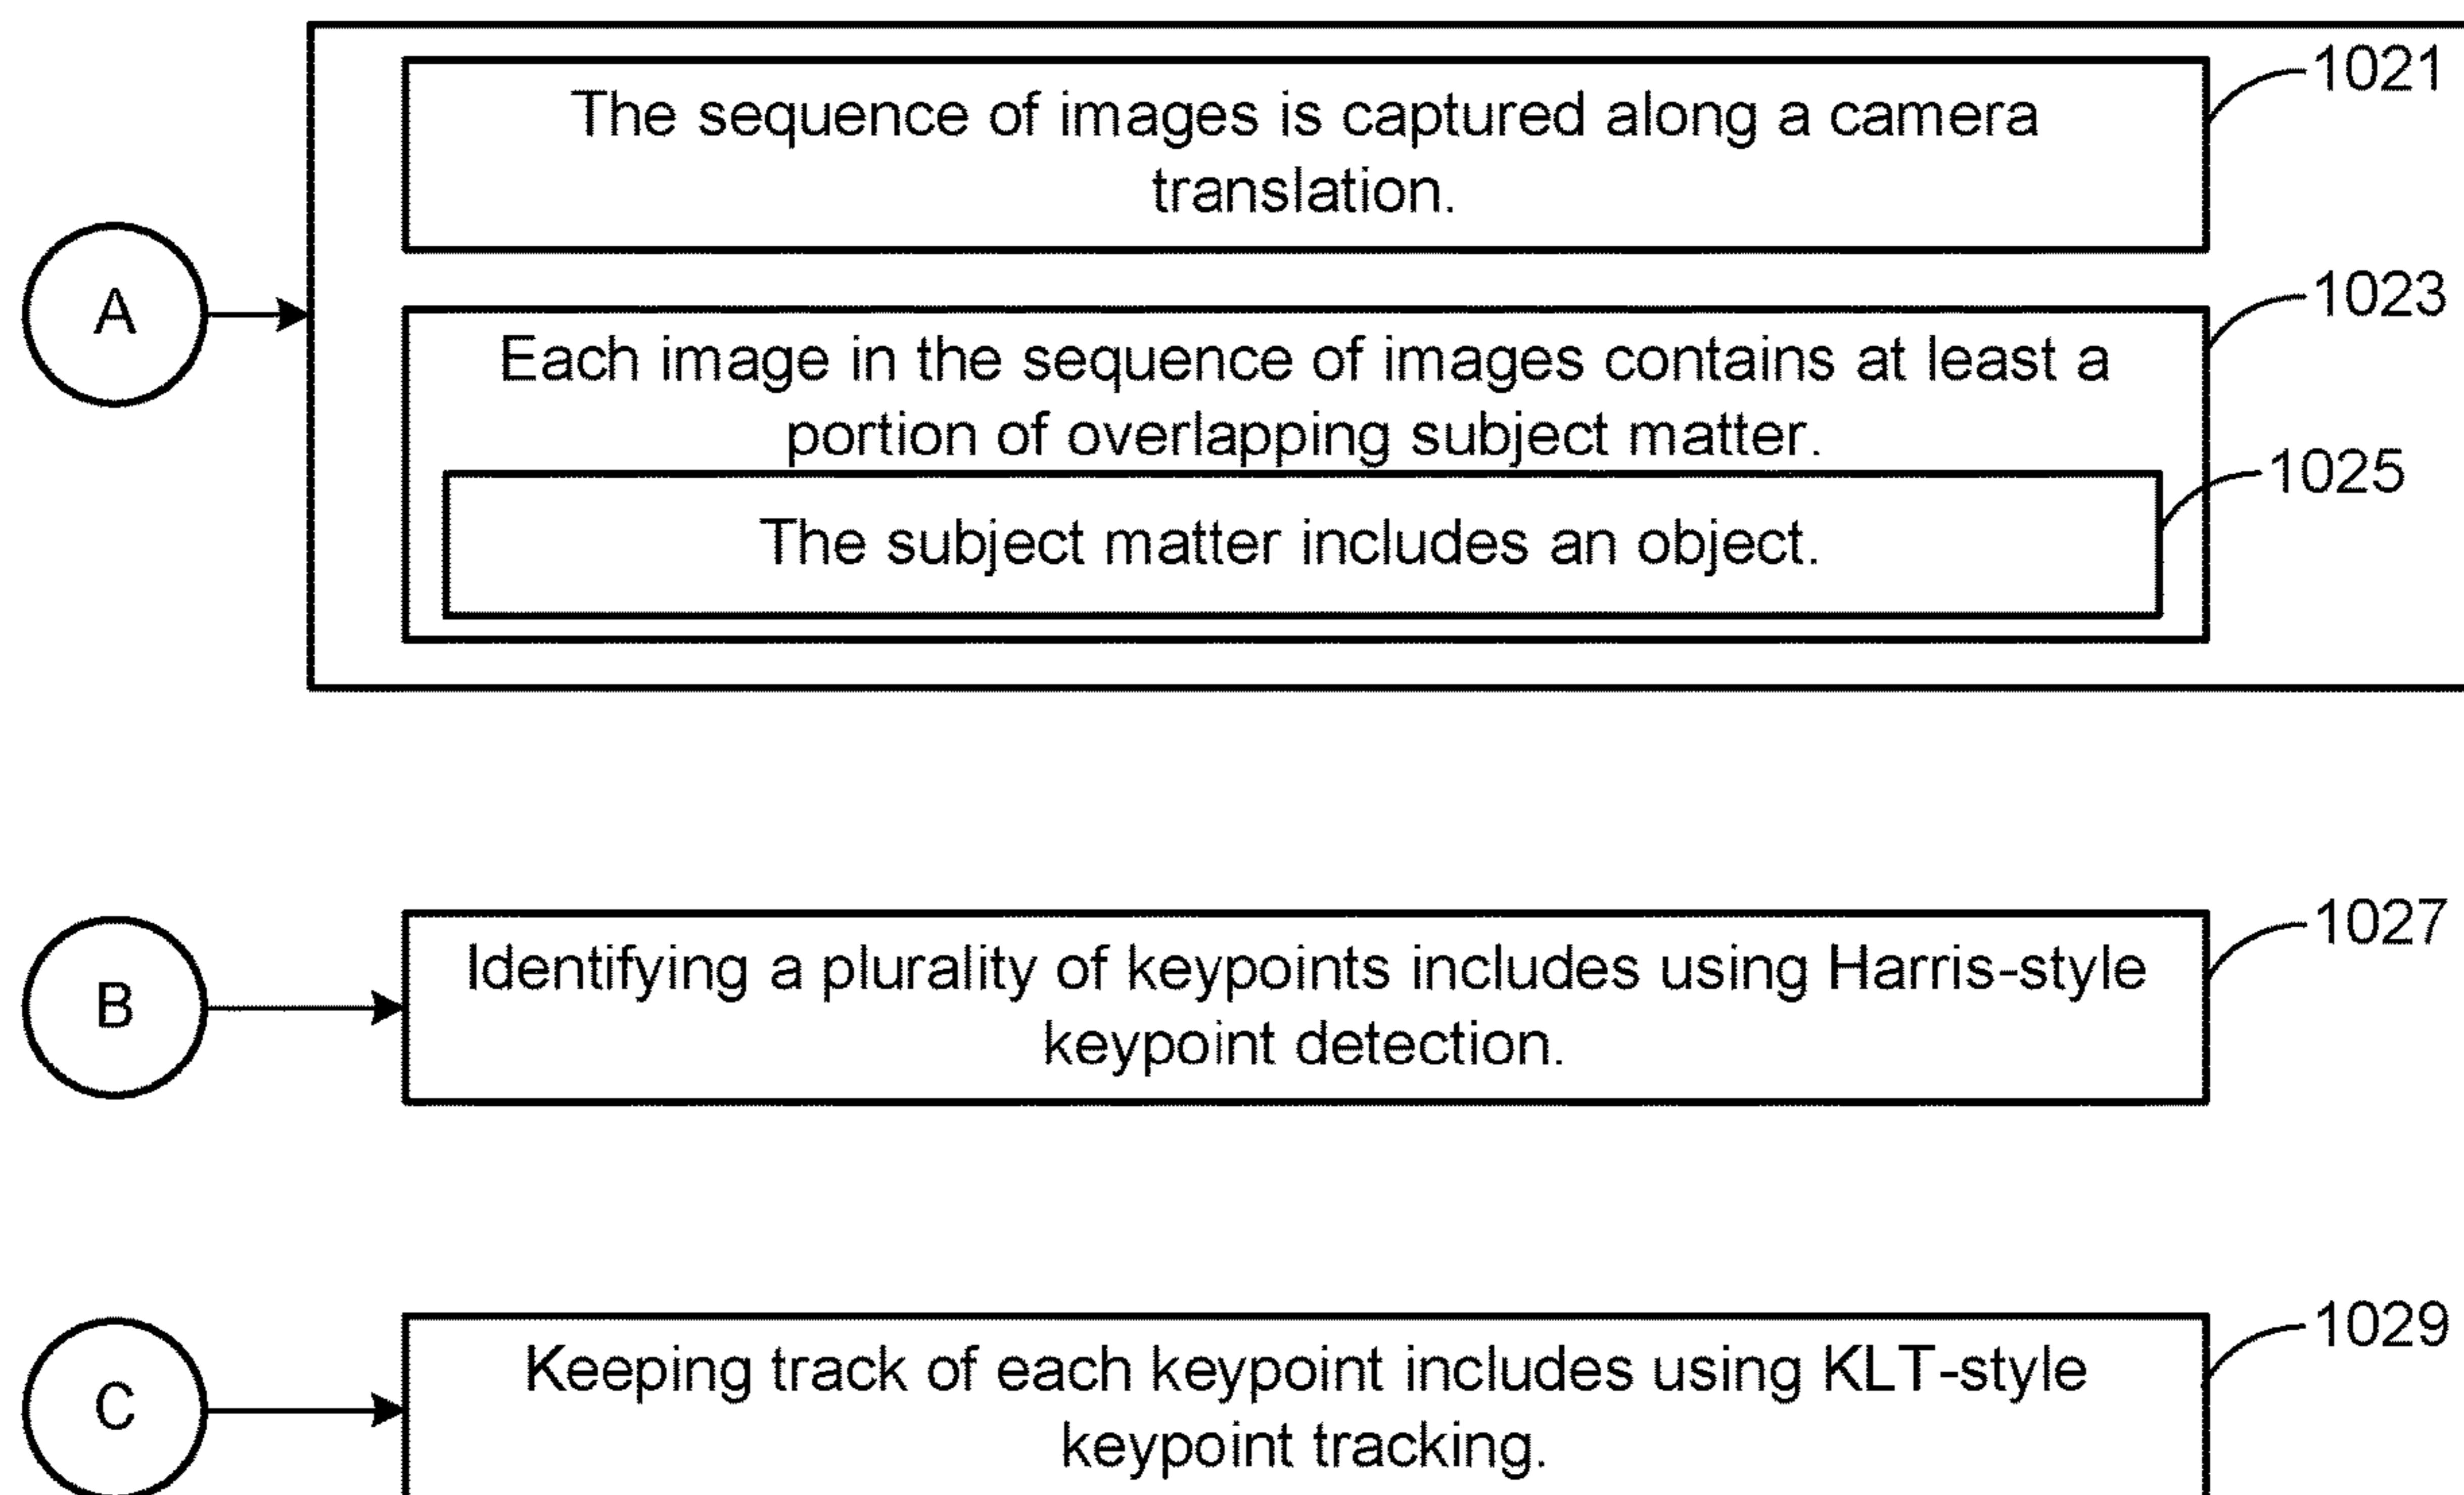 The sequence of images is captured along a camera
translation.
1021
A
Each image in the sequence of images contains at least a
portion of overlapping subject matter.
1023
The subject matter includes an object.
1025
B
Identifying a plurality of keypoints includes using Harris-style
keypoint detection.
1027
C
Keeping track of each keypoint includes using KLT-style
keypoint tracking.
1029